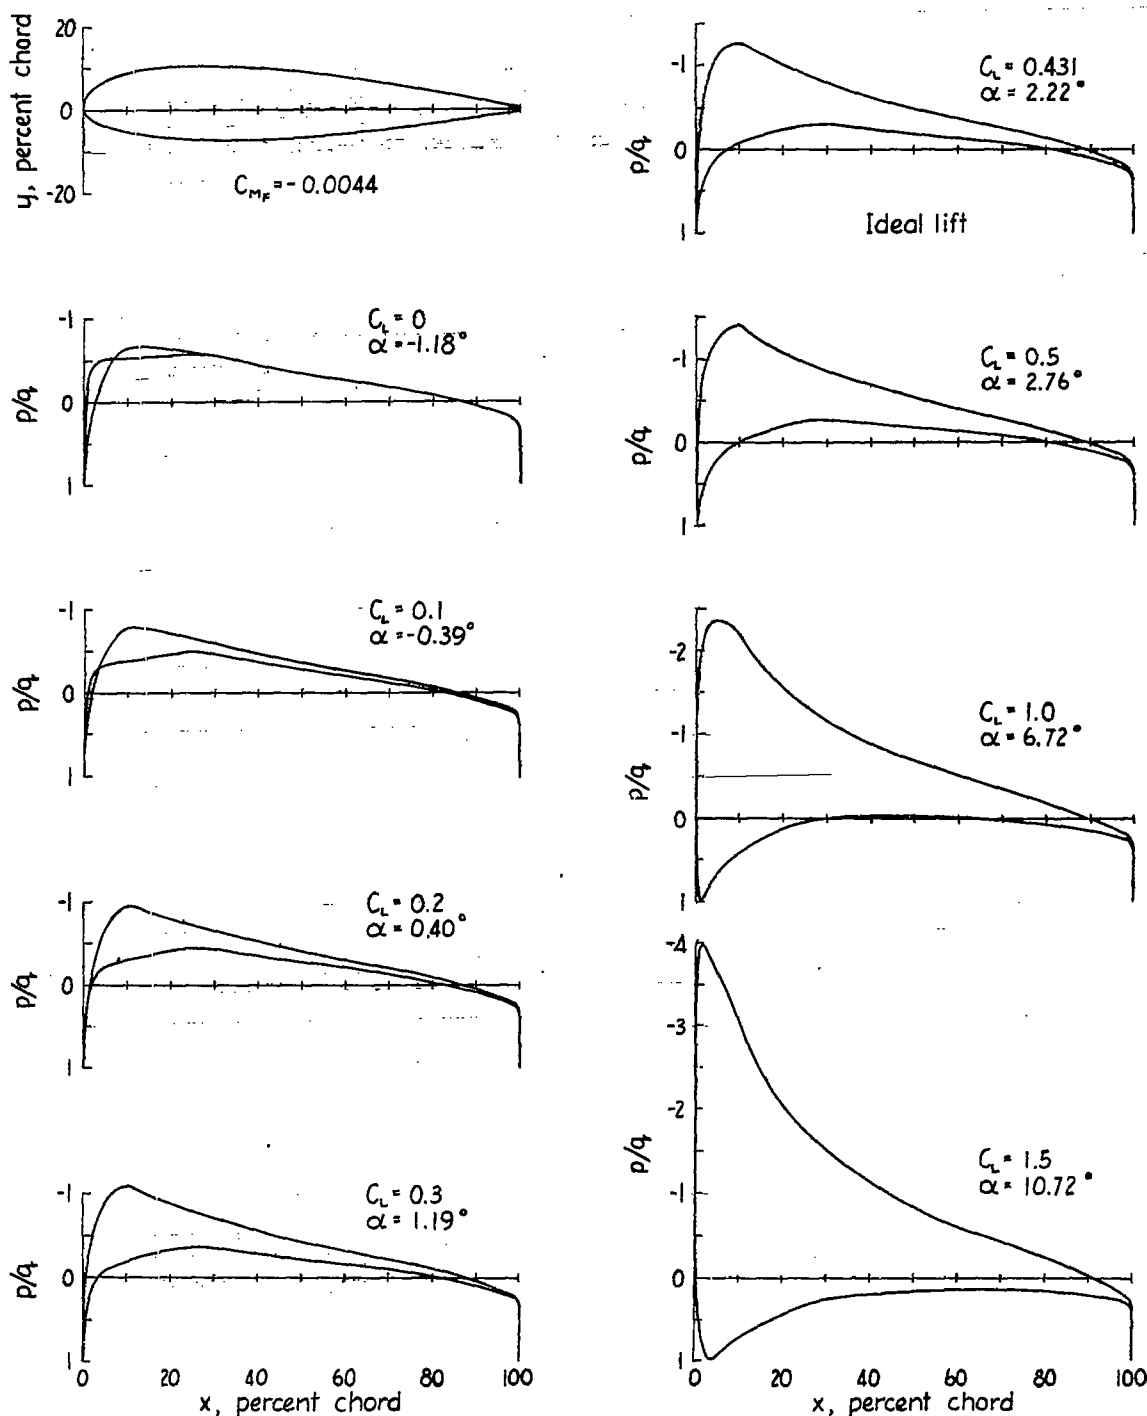 20
0
-20
y, percent chord
C_MF = -0.0044
-1
0
1
p/q
C_L = 0
α = -1.18°
-1
0
1
p/q
C_L = 0.1
α = -0.39°
-1
0
1
p/q
C_L = 0.2
α = 0.40°
-1
0
1
p/q
C_L = 0.3
α = 1.19°
0 20 40 60 80 100
x, percent chord
-1
0
1
p/q
C_L = 0.431
α = 2.22°
Ideal lift
-1
0
1
p/q
C_L = 0.5
α = 2.76°
-2
-1
0
1
p/q
C_L = 1.0
α = 6.72°
-4
-3
-2
-1
0
1
p/q
C_L = 1.5
α = 10.72°
0 20 40 60 80 100
x, percent chord